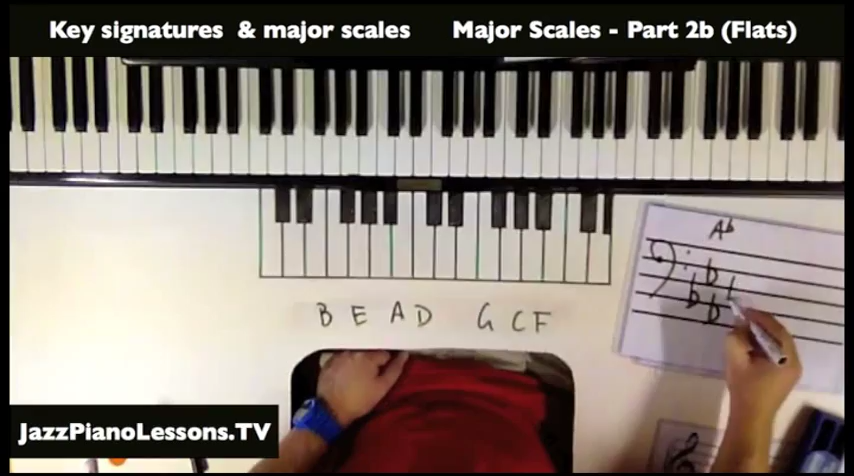 Key signatures & major scales Major Scales - Part 2b (Flats)
A♭
B E A D G C F
JazzPianoLessons.TV